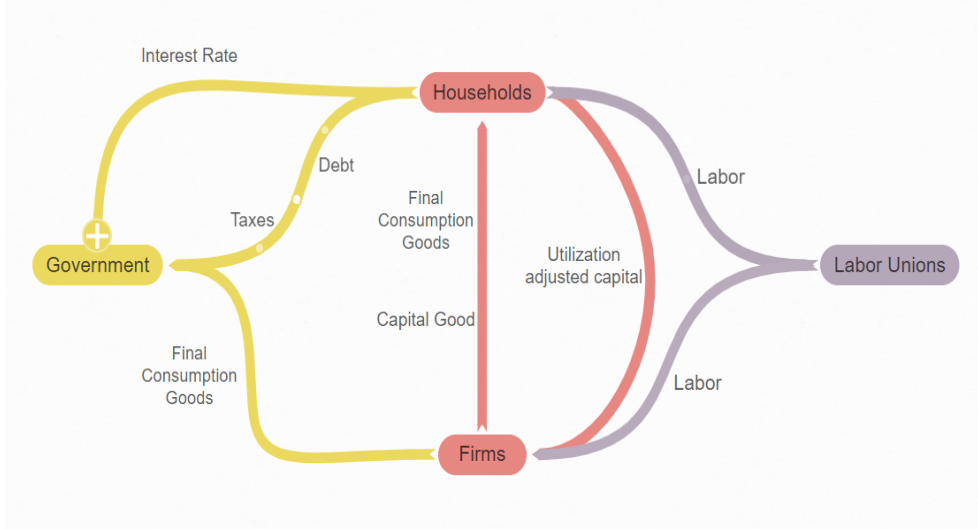 Interest Rate
Households
Debt
Labor
Final
Consumption
Goods
Taxes
Utilization
adjusted capital
Government
Labor Unions
Capital Good
Final
Consumption
Goods
Labor
Firms